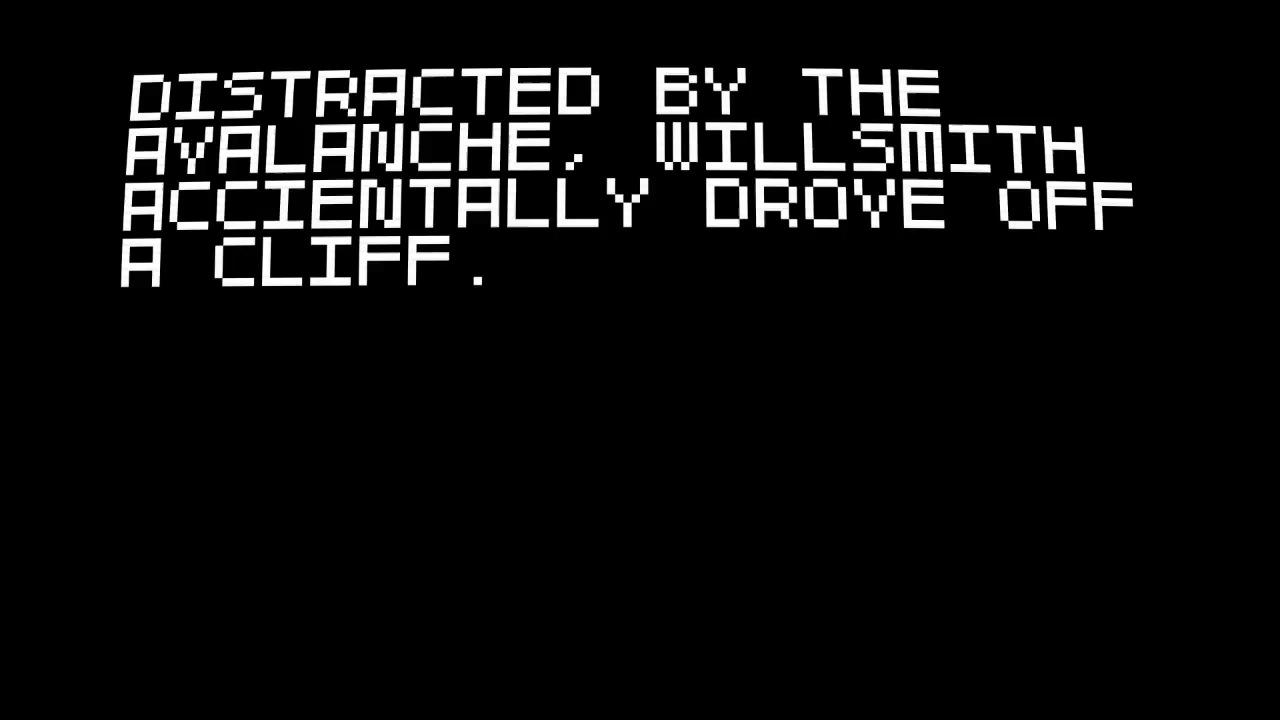 DISTRACTED BY THE
AVALANCHE, WILLSMITH
ACCIENTALLY DROVE OFF
A CLIFF.